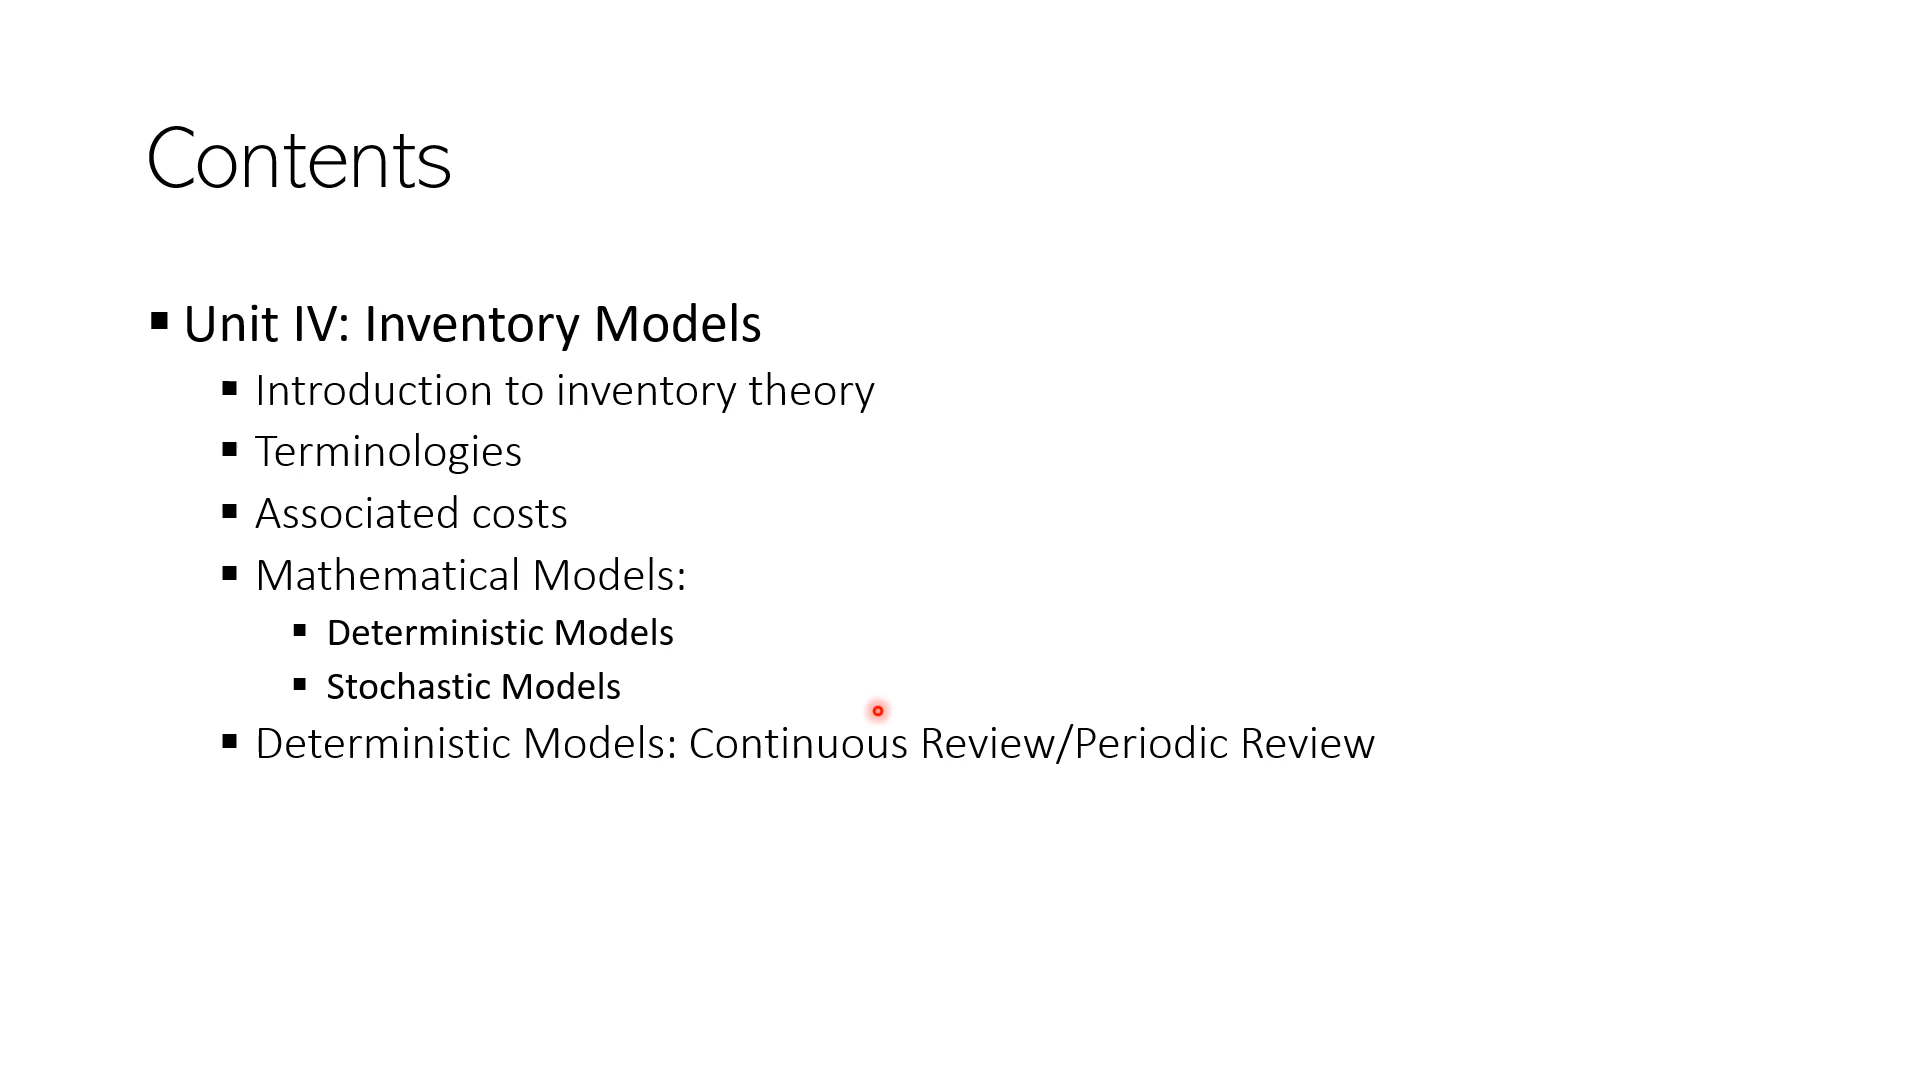 Contents
Unit IV: Inventory Models
Introduction to inventory theory
Terminologies
Associated costs
Mathematical Models:
Deterministic Models
Stochastic Models
Deterministic Models: Continuous Review/Periodic Review